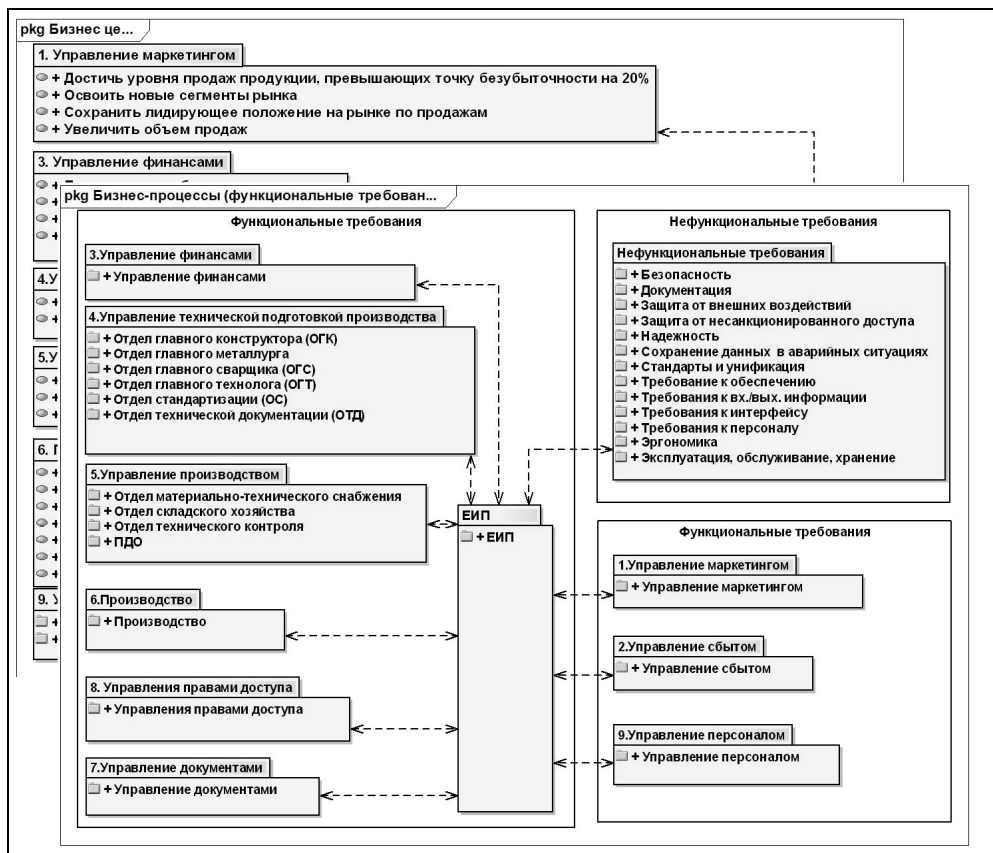 pkg Бизнес це...
1. Управление маркетингом
+ Достичь уровня продаж продукции, превышающих точку безубыточности на 20%
+ Освоить новые сегменты рынка
+ Сохранить лидирующее положение на рынке по продажам
+ Увеличить объем продаж
3. Управление финансами
4.У
5.У
6. П
9. У
pkg Бизнес-процессы (функциональные требован...
Функциональные требования
3.Управление финансами
+ Управление финансами
4.Управление технической подготовкой производства
+ Отдел главного конструктора (ОГК)
+ Отдел главного металлурга
+ Отдел главного сварщика (ОГС)
+ Отдел главного технолога (ОГТ)
+ Отдел стандартизации (ОС)
+ Отдел технической документации (ОТД)
5.Управление производством
+ Отдел материально-технического снабжения
+ Отдел складского хозяйства
+ Отдел технического контроля
+ ПДО
6.Производство
+ Производство
8. Управления правами доступа
+ Управления правами доступа
7.Управление документами
+ Управление документами
ЕИП
+ ЕИП
Нефункциональные требования
Нефункциональные требования
+ Безопасность
+ Документация
+ Защита от внешних воздействий
+ Защита от несанкционированного доступа
+ Надежность
+ Сохранение данных в аварийных ситуациях
+ Стандарты и унификация
+ Требование к обеспечению
+ Требования к вх./вых. информации
+ Требования к интерфейсу
+ Требования к персоналу
+ Эргономика
+ Эксплуатация, обслуживание, хранение
Функциональные требования
1.Управление маркетингом
+ Управление маркетингом
2.Управление сбытом
+ Управление сбытом
9.Управление персоналом
+ Управление персоналом